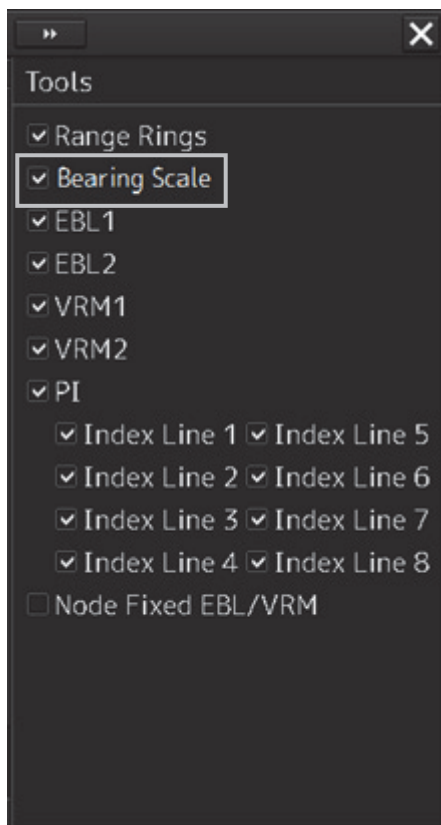 Tools
Range Rings
Bearing Scale
EBL1
EBL2
VRM1
VRM2
PI
Index Line 1 Index Line 5
Index Line 2 Index Line 6
Index Line 3 Index Line 7
Index Line 4 Index Line 8
Node Fixed EBL/VRM